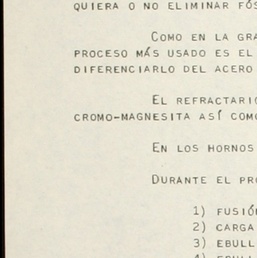 QUIERA O NO ELIMINAR FÓS
COMO EN LA GRA
PROCESO MÁS USADO ES EL
DIFERENCIARLO DEL ACERO
EL REFRACTARIO
CROMO-MAGNESITA ASÍ COMO
EN LOS HORNOS
DURANTE EL PRO
1) FUSIÓN
2) CARGA
3) EBULL